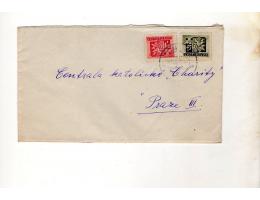 Centrala katolické „Charity"
Praze III.